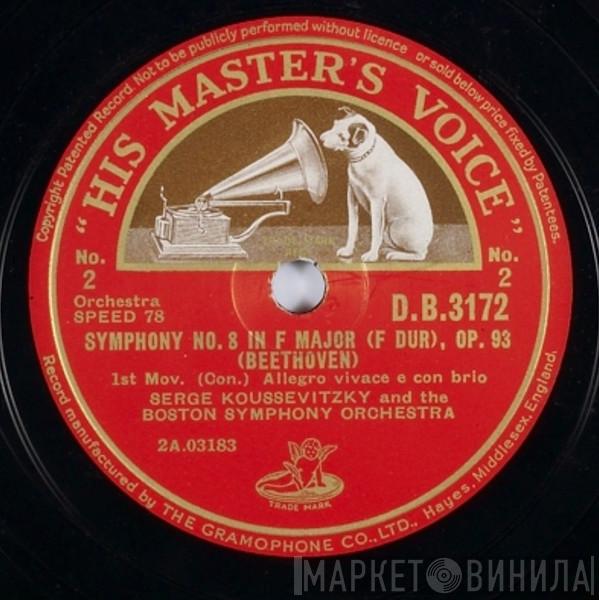 Copyright Patented Record. Not to be publicly performed without licence or sold below price fixed by Patentees.
"HIS MASTER'S VOICE"
TRADE MARK
No.
2
No.
2
Orchestra
SPEED 78
D.B.3172
SYMPHONY NO. 8 IN F MAJOR (F DUR), OP. 93
(BEETHOVEN)
1st Mov. (Con.) Allegro vivace e con brio
SERGE KOUSSEVITZKY and the
BOSTON SYMPHONY ORCHESTRA
2A.03183
TRADE MARK
Record manufactured by THE GRAMOPHONE CO., LTD., Hayes, Middlesex, England.
МАРКЕТ ВИНИЛА